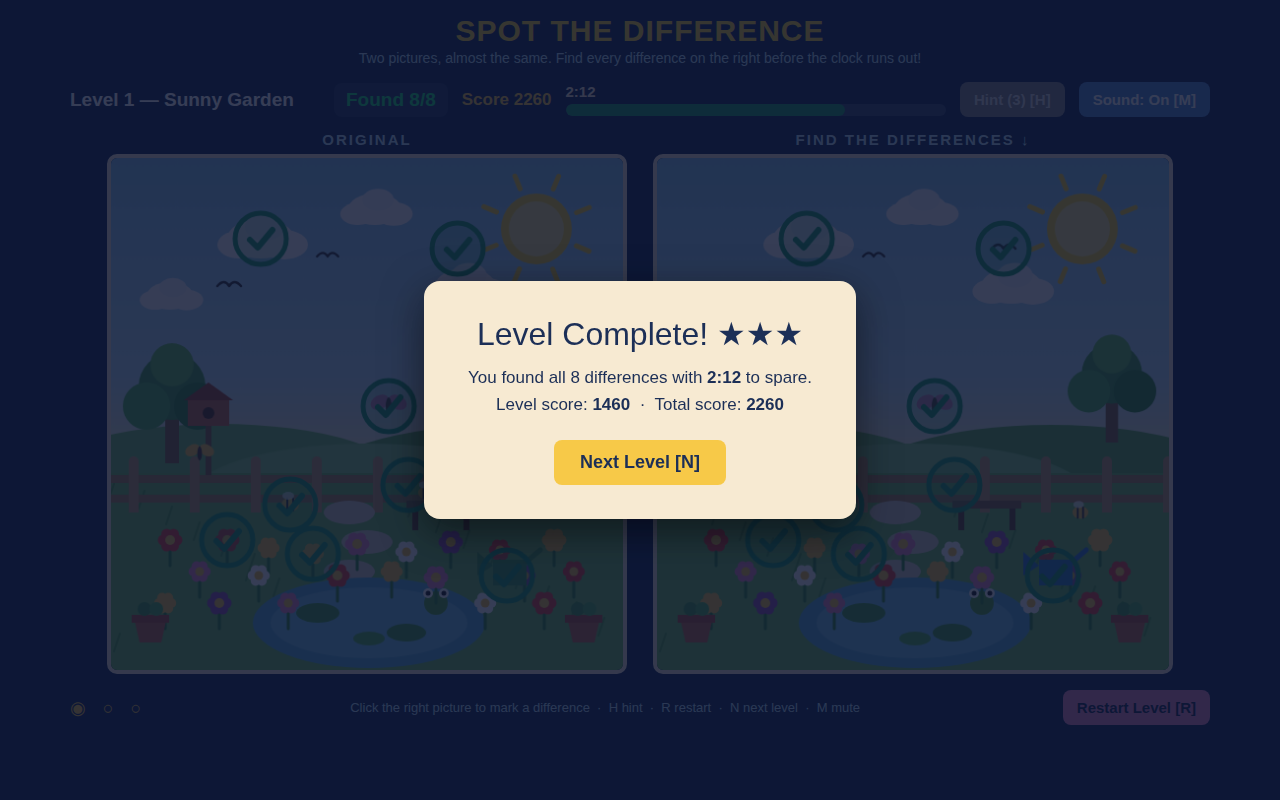 SPOT THE DIFFERENCE
Two pictures, almost the same. Find every difference on the right before the clock runs out!
Level 1 — Sunny Garden
Found 8/8
Score 2260
2:12
Hint (3) [H]
Sound: On [M]
ORIGINAL
FIND THE DIFFERENCES ↓
Level Complete! ★★★
You found all 8 differences with 2:12 to spare.
Level score: 1460 · Total score: 2260
Next Level [N]
Click the right picture to mark a difference · H hint · R restart · N next level · M mute
Restart Level [R]